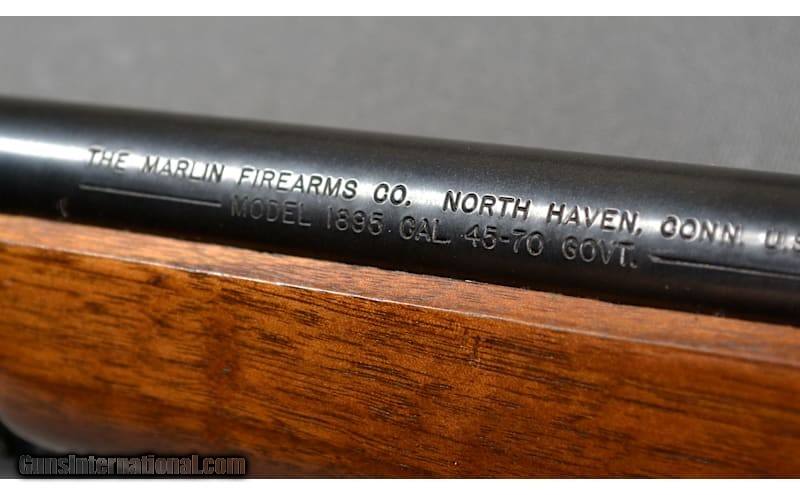 THE MARLIN FIREARMS CO. NORTH HAVEN, CONN. U.S
MODEL 1895 CAL. 45-70 GOVT.
GunsInternational.com